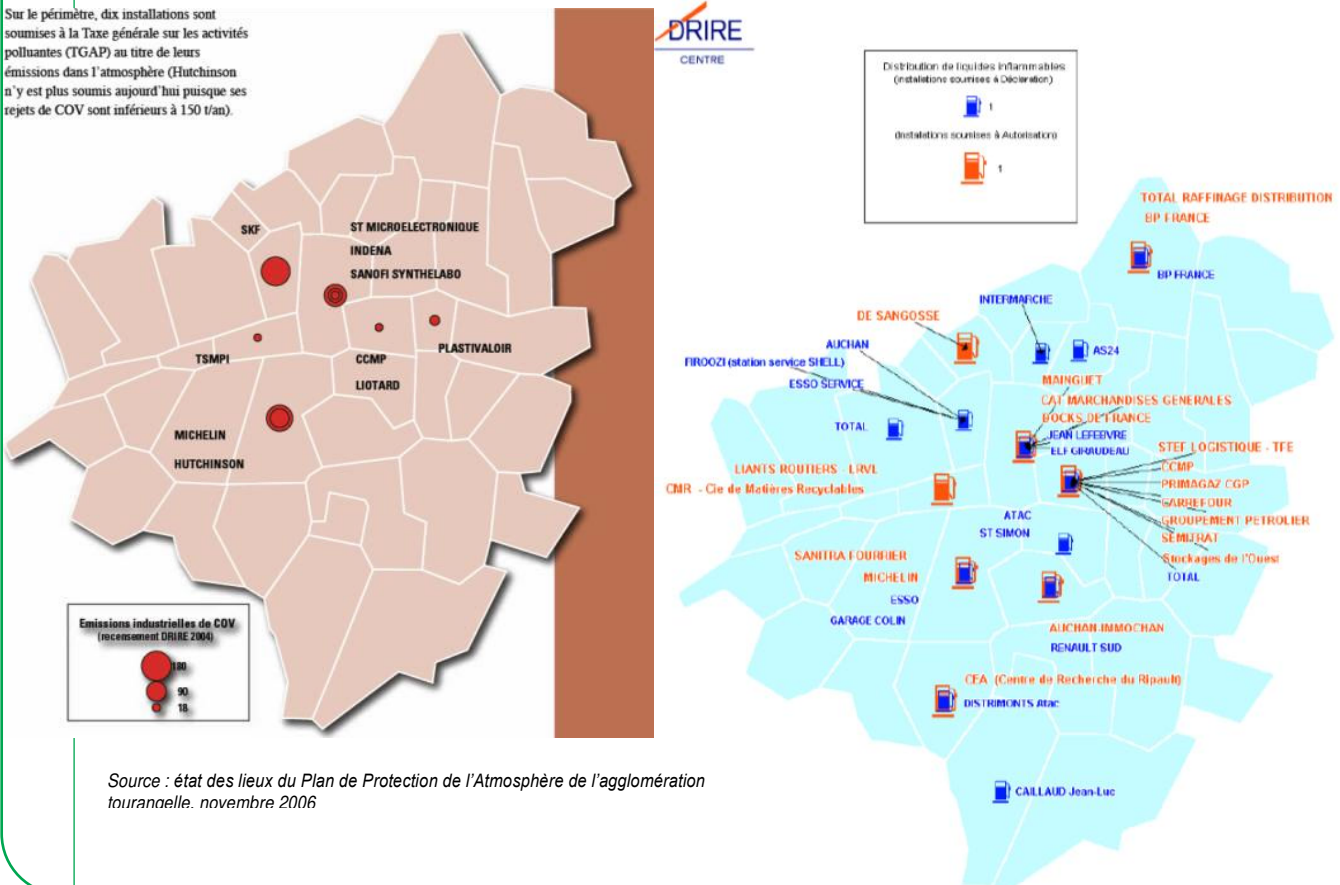 Sur le périmètre, dix installations sont
soumises à la Taxe générale sur les activités
polluantes (TGAP) au titre de leurs
émissions dans l'atmosphère (Hutchinson
n'y est plus soumis aujourd'hui puisque ses
rejets de COV sont inférieurs à 150 t/an).
SKF
ST MICROELECTRONIQUE
INDENA
SANOFI SYNTHELABO
TSMPI
CCMP
LIOTARD
PLASTIVALOIR
MICHELIN
HUTCHINSON
Emissions industrielles de COV
(recensement DRIRE 2004)
180
90
18
Source : état des lieux du Plan de Protection de l'Atmosphère de l'agglomération
tourangelle, novembre 2006
DRIRE
CENTRE
Distribution de liquides inflammables
(installations soumises à Déclaration)
1
(Installations soumises à Autorisation)
1
TOTAL RAFFINAGE DISTRIBUTION
BP FRANCE
BP FRANCE
INTERMARCHE
DE SANGOSSE
AUCHAN
AS24
FIROOZI (station service SHELL)
ESSO SERVICE
MAINGUET
CAT MARCHANDISES GENERALES
DOCKS DE FRANCE
TOTAL
JEAN LEFEBVRE
ELF GIRAUDEAU
STEF LOGISTIQUE - TFE
LIANTS ROUTIERS - LRVL
CCMP
CMR - Cie de Matières Recyclables
PRIMAGAZ CGP
CARREFOUR
ATAC
GROUPEMENT PETROLIER
ST SIMON
SEMITRAT
SANITRA FOURRIER
Stockages de l'Ouest
MICHELIN
TOTAL
ESSO
GARAGE COLIN
AUCHAN-IMMOCHAN
RENAULT SUD
CEA (Centre de Recherche du Ripault)
DISTRIMONTS Atac
CAILLAUD Jean-Luc